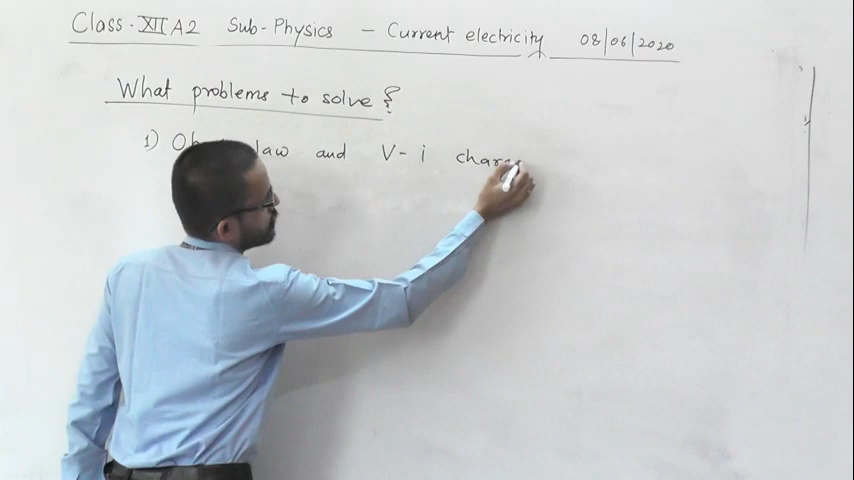 Class - XII A2 Sub - Physics - Current electricity 08/06/2020
What problems to solve ?
1) law and V - i